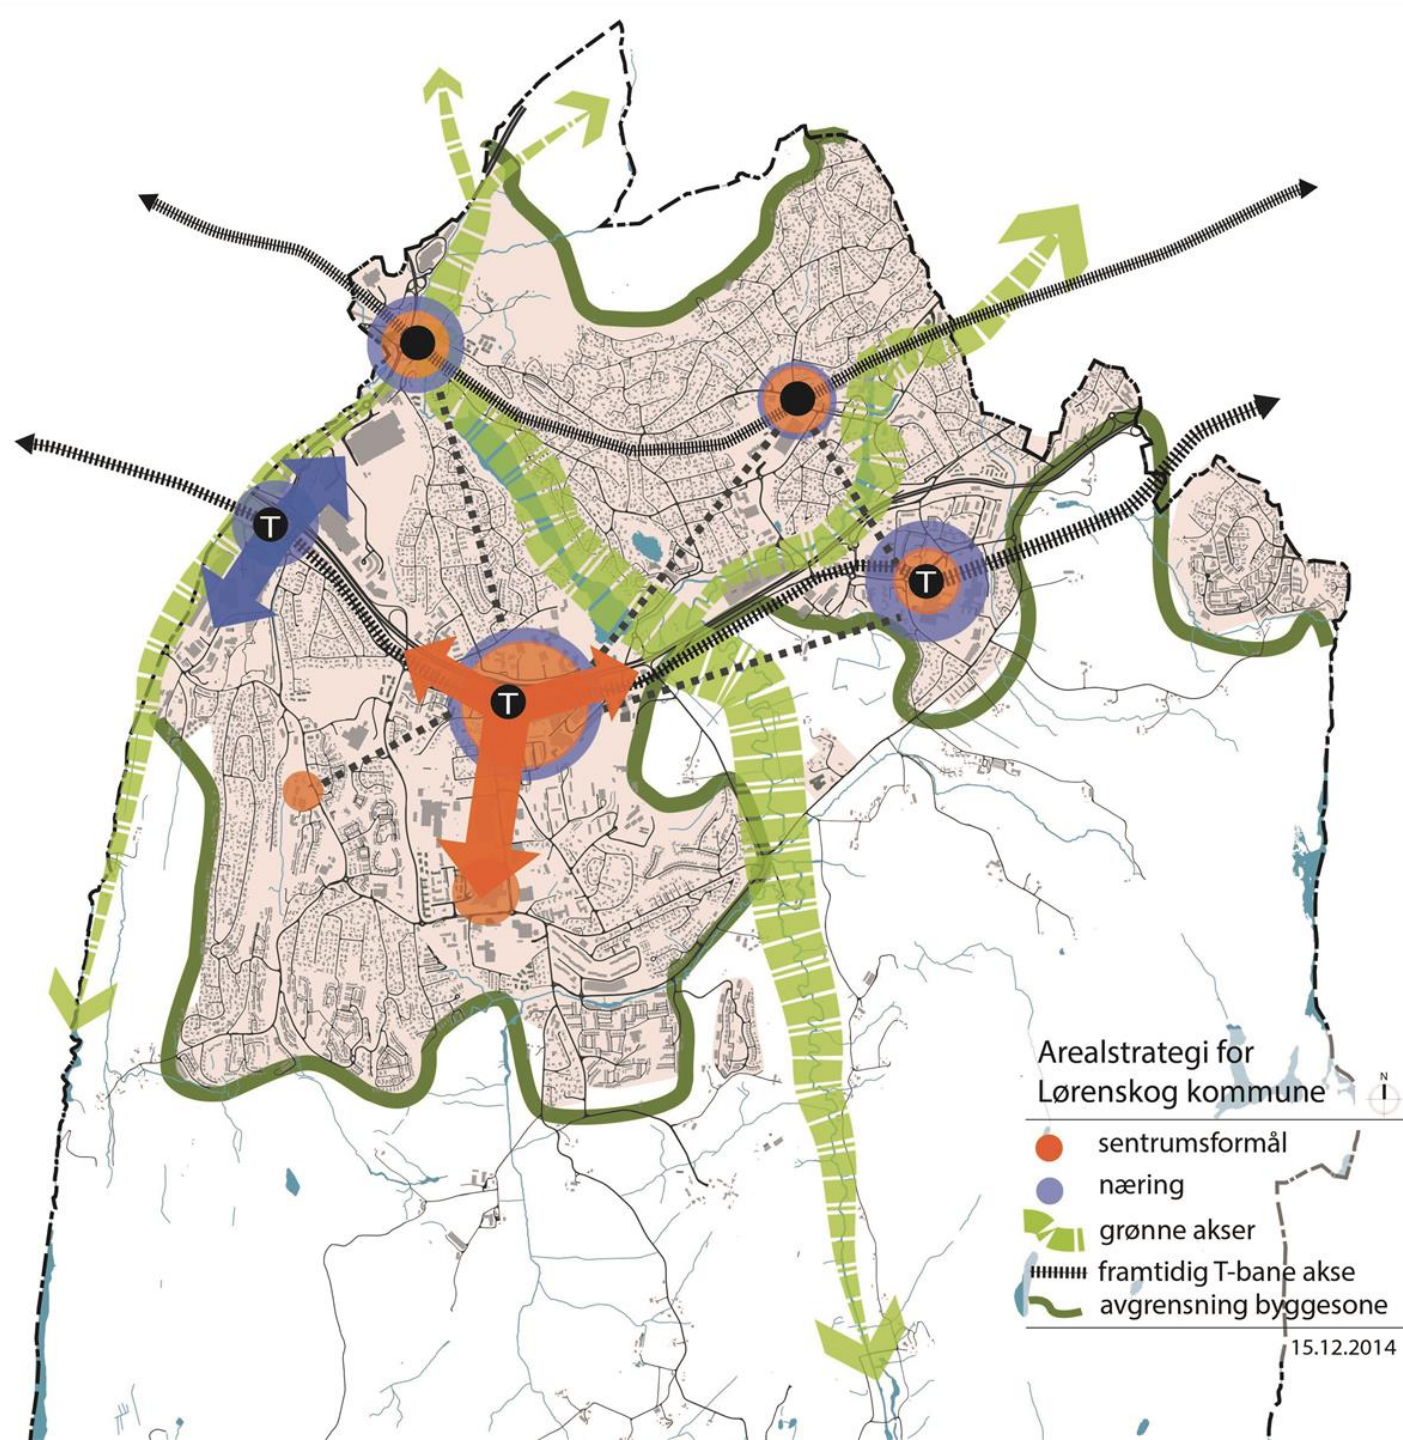 T
T
T
Arealstrategi for
Lørenskog kommune
N
sentrumsformål
næring
grønne akser
framtidig T-bane akse
avgrensning byggesone
15.12.2014